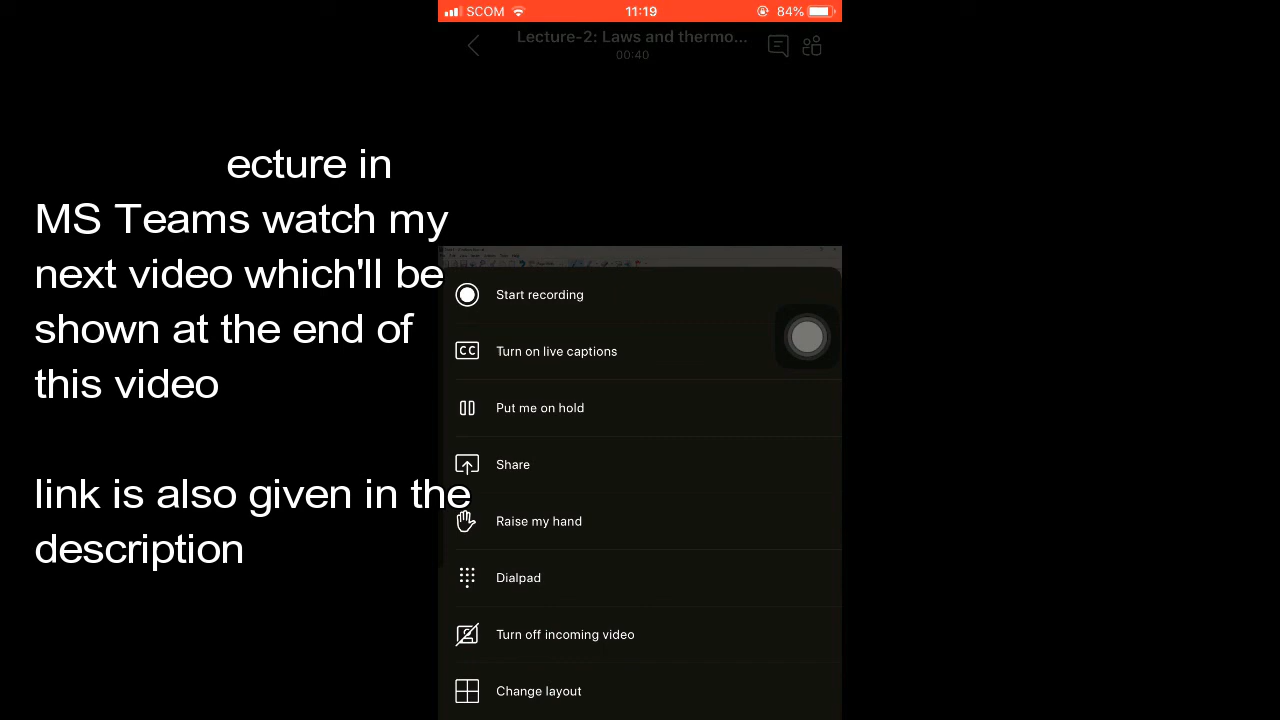 SCOM 11:19 84%
Lecture-2: Laws and thermo...
00:40
ecture in
MS Teams watch my
next video which'll be
shown at the end of
this video
link is also given in the
description
Start recording
CC Turn on live captions
Put me on hold
Share
Raise my hand
Dialpad
Turn off incoming video
Change layout